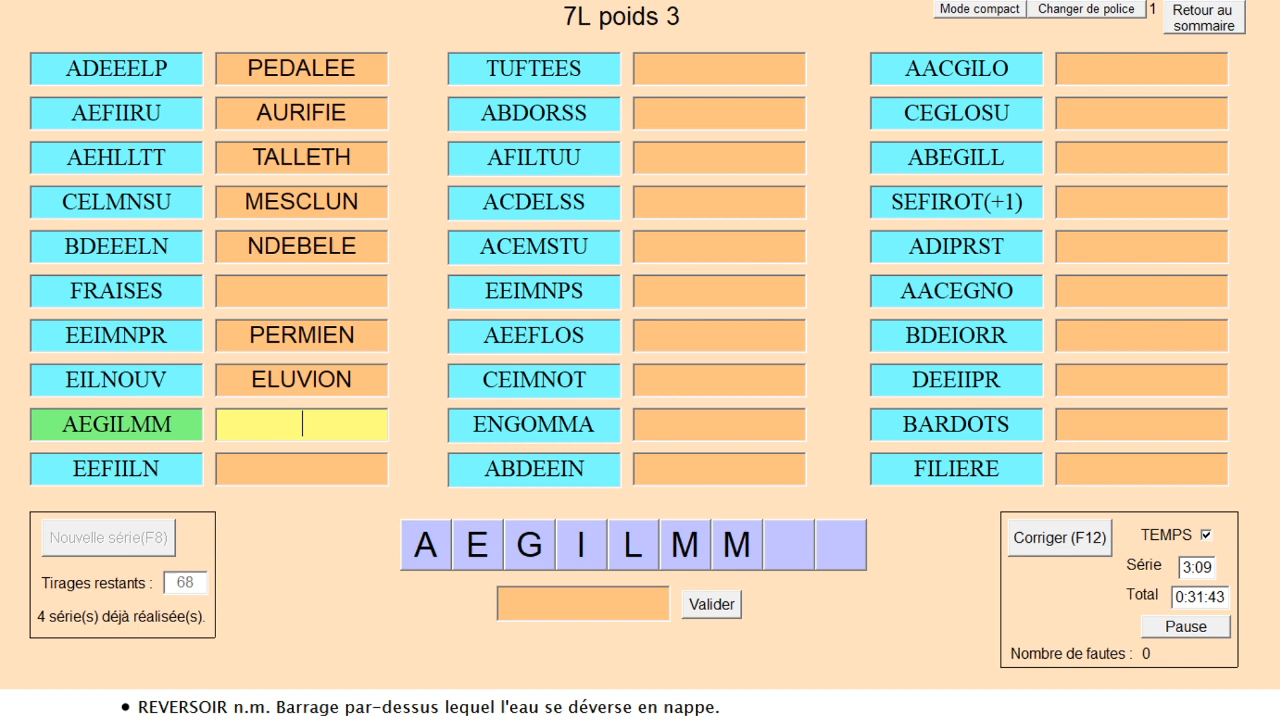 7L poids 3
Mode compact Changer de police 1 Retour au sommaire
ADEEELP PEDALEE TUFTEES AACGILO
AEFIIRU AURIFIE ABDORSS CEGLOSU
AEHLLTT TALLETH AFILTUU ABEGILL
CELMNSU MESCLUN ACDELSS SEFIROT(+1)
BDEEELN NDEBELE ACEMSTU ADIPRST
FRAISES EEIMNPS AACEGNO
EEIMNPR PERMIEN AEEFLOS BDEIORR
EILNOUV ELUVION CEIMNOT DEEIIPR
AEGILMM ENGOMMA BARDOTS
EEFIILN ABDEEIN FILIERE
Nouvelle série(F8)
Tirages restants : 68
4 série(s) déjà réalisée(s).
A E G I L M M
Valider
Corriger (F12) TEMPS
Série 3:09
Total 0:31:43
Pause
Nombre de fautes : 0
• REVERSOIR n.m. Barrage par-dessus lequel l'eau se déverse en nappe.